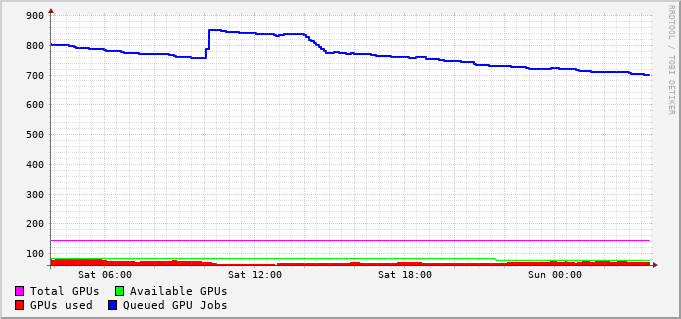 900
800
700
600
500
400
300
200
100
Sat 06:00 Sat 12:00 Sat 18:00 Sun 00:00
Total GPUs Available GPUs
GPUs used Queued GPU Jobs
RRDTOOL / TOBI OETIKER